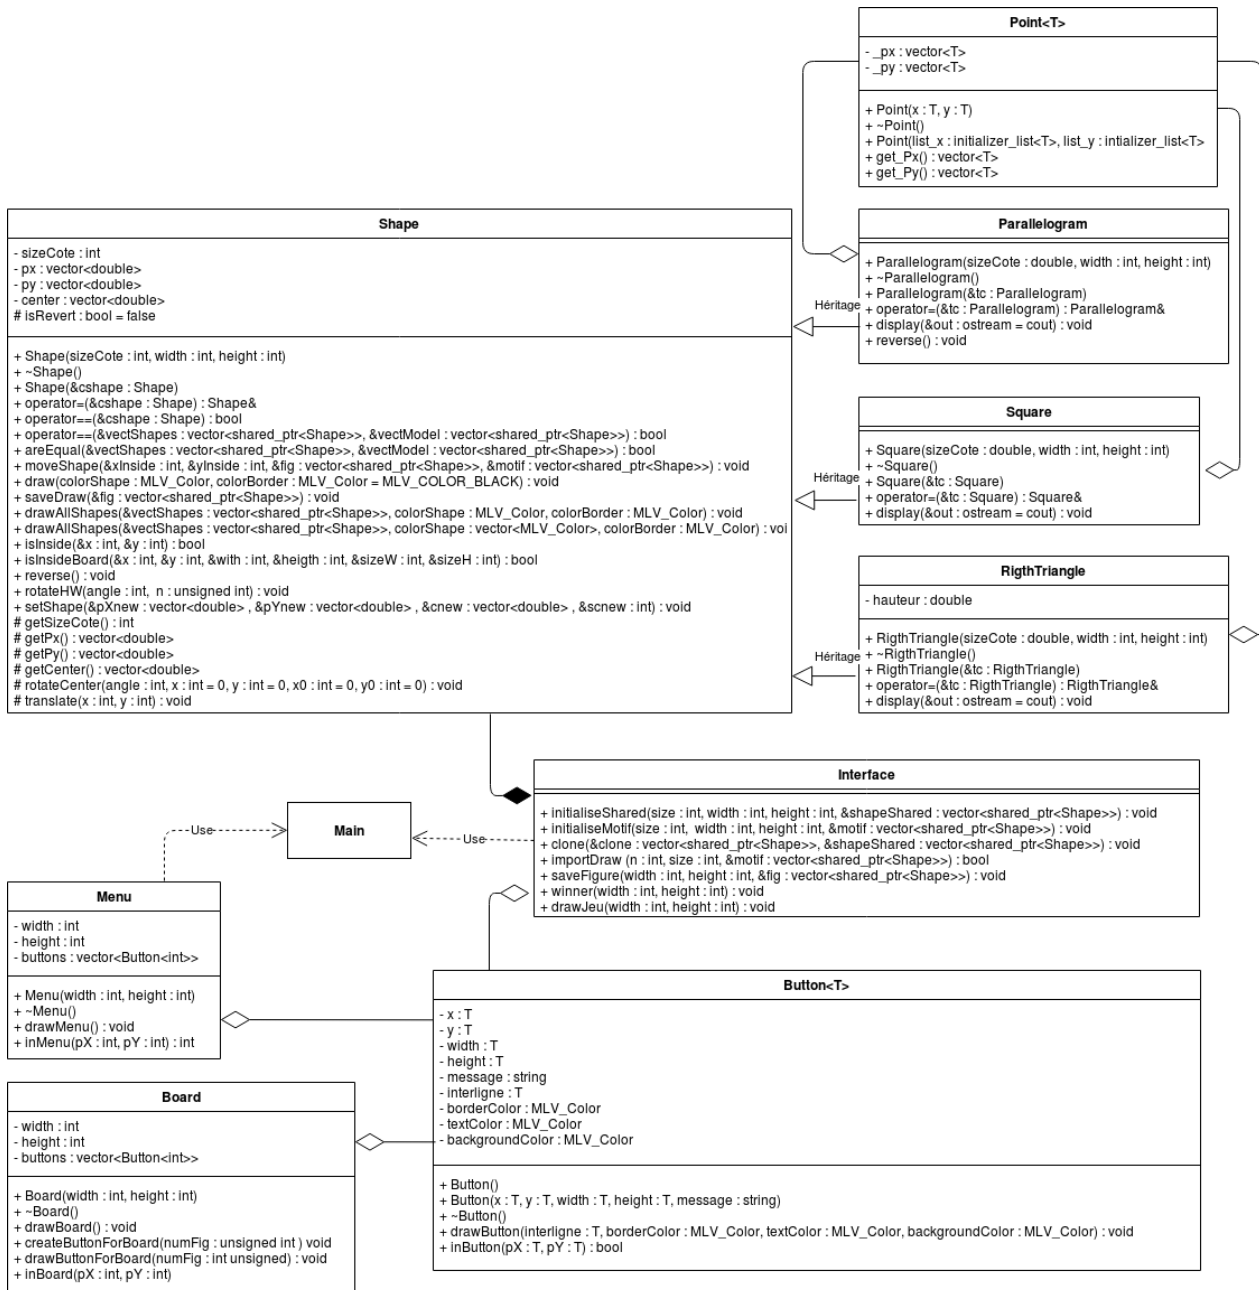 Point<T>
- _px : vector<T>
- _py : vector<T>
+ Point(x : T, y : T)
+ ~Point()
+ Point(list_x : initializer_list<T>, list_y : intializer_list<T>
+ get_Px() : vector<T>
+ get_Py() : vector<T>
Shape
- sizeCote : int
- px : vector<double>
- py : vector<double>
- center : vector<double>
# isRevert : bool = false
+ Shape(sizeCote : int, width : int, height : int)
+ ~Shape()
+ Shape(&cshape : Shape)
+ operator=(&cshape : Shape) : Shape&
+ operator==(&cshape : Shape) : bool
+ operator==(&vectShapes : vector<shared_ptr<Shape>>, &vectModel : vector<shared_ptr<Shape>>) : bool
+ areEqual(&vectShapes : vector<shared_ptr<Shape>>, &vectModel : vector<shared_ptr<Shape>>) : bool
+ moveShape(&xInside : int, &yInside : int, &fig : vector<shared_ptr<Shape>>, &motif : vector<shared_ptr<Shape>>) : void
+ draw(colorShape : MLV_Color, colorBorder : MLV_Color = MLV_COLOR_BLACK) : void
+ saveDraw(&fig : vector<shared_ptr<Shape>>) : void
+ drawAllShapes(&vectShapes : vector<shared_ptr<Shape>>, colorShape : MLV_Color, colorBorder : MLV_Color) : void
+ drawAllShapes(&vectShapes : vector<shared_ptr<Shape>>, colorShape : vector<MLV_Color>, colorBorder : MLV_Color) : voi
+ isInside(&x : int, &y : int) : bool
+ isInsideBoard(&x : int, &y : int, &with : int, &heigth : int, &sizeW : int, &sizeH : int) : bool
+ reverse() : void
+ rotateHW(angle : int, n : unsigned int) : void
+ setShape(&pXnew : vector<double> , &pYnew : vector<double> , &cnew : vector<double> , &scnew : int) : void
# getSizeCote() : int
# getPx() : vector<double>
# getPy() : vector<double>
# getCenter() : vector<double>
# rotateCenter(angle : int, x : int = 0, y : int = 0, x0 : int = 0, y0 : int = 0) : void
# translate(x : int, y : int) : void
Parallelogram
+ Parallelogram(sizeCote : double, width : int, height : int)
+ ~Parallelogram()
+ Parallelogram(&tc : Parallelogram)
+ operator=(&tc : Parallelogram) : Parallelogram&
+ display(&out : ostream = cout) : void
+ reverse() : void
Héritage
Square
+ Square(sizeCote : double, width : int, height : int)
+ ~Square()
+ Square(&tc : Square)
+ operator=(&tc : Square) : Square&
+ display(&out : ostream = cout) : void
Héritage
RigthTriangle
- hauteur : double
+ RigthTriangle(sizeCote : double, width : int, height : int)
+ ~RigthTriangle()
+ RigthTriangle(&tc : RigthTriangle)
+ operator=(&tc : RigthTriangle) : RigthTriangle&
+ display(&out : ostream = cout) : void
Héritage
Interface
+ initialiseShared(size : int, width : int, height : int, &shapeShared : vector<shared_ptr<Shape>>) : void
+ initialiseMotif(size : int, width : int, height : int, &motif : vector<shared_ptr<Shape>>) : void
+ clone(&clone : vector<shared_ptr<Shape>>, &shapeShared : vector<shared_ptr<Shape>>) : void
+ importDraw (n : int, size : int, &motif : vector<shared_ptr<Shape>>) : bool
+ saveFigure(width : int, height : int, &fig : vector<shared_ptr<Shape>>) : void
+ winner(width : int, height : int) : void
+ drawJeu(width : int, height : int) : void
Main
Use
Use
Menu
- width : int
- height : int
- buttons : vector<Button<int>>
+ Menu(width : int, height : int)
+ ~Menu()
+ drawMenu() : void
+ inMenu(pX : int, pY : int) : int
Button<T>
- x : T
- y : T
- width : T
- height : T
- message : string
- interligne : T
- borderColor : MLV_Color
- textColor : MLV_Color
- backgroundColor : MLV_Color
+ Button()
+ Button(x : T, y : T, width : T, height : T, message : string)
+ ~Button()
+ drawButton(interligne : T, borderColor : MLV_Color, textColor : MLV_Color, backgroundColor : MLV_Color) : void
+ inButton(pX : T, pY : T) : bool
Board
- width : int
- height : int
- buttons : vector<Button<int>>
+ Board(width : int, height : int)
+ ~Board()
+ drawBoard() : void
+ createButtonForBoard(numFig : unsigned int ) void
+ drawButtonForBoard(numFig : int unsigned) : void
+ inBoard(pX : int, pY : int)